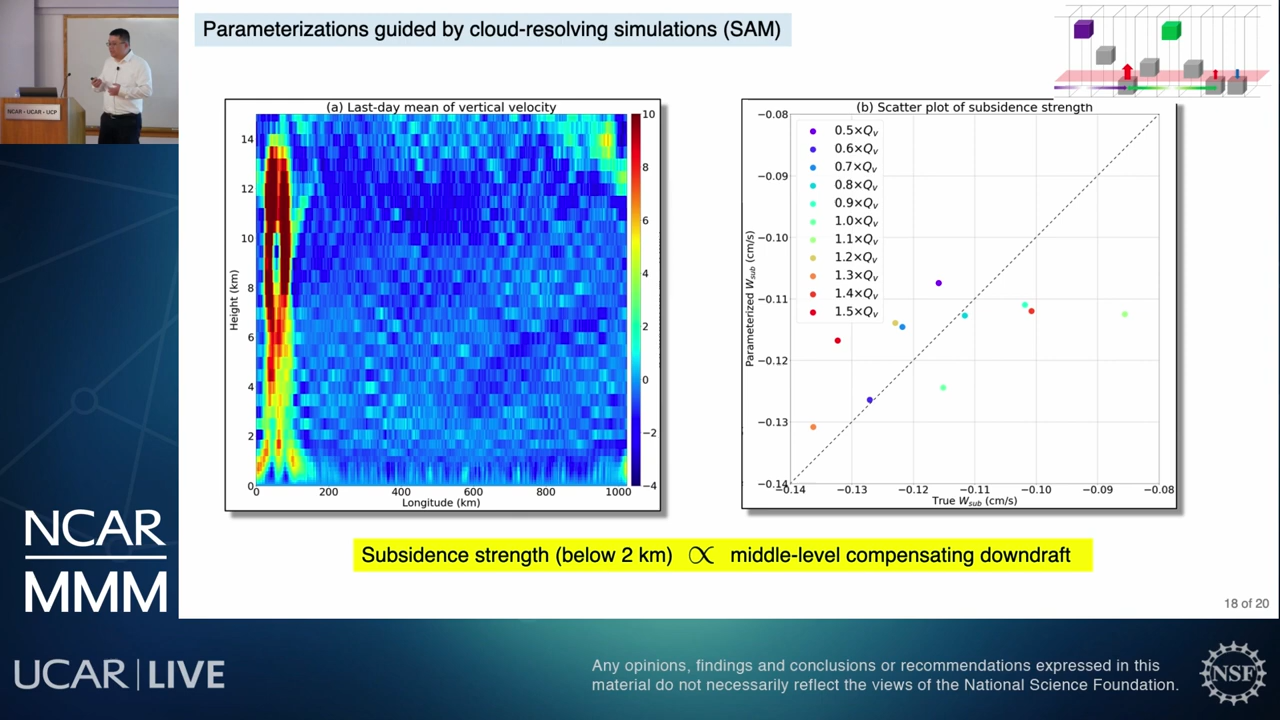 Parameterizations guided by cloud-resolving simulations (SAM)
NCAR - UCAR - UCP
(a) Last-day mean of vertical velocity
14
12
10
8
6
4
2
0
Height (km)
0
200
400
600
800
1000
Longitude (km)
10
8
6
4
2
0
−2
−4
(b) Scatter plot of subsidence strength
−0.08
−0.09
−0.10
−0.11
−0.12
−0.13
−0.14
Parameterized W_sub (cm/s)
0.5×Q_v
0.6×Q_v
0.7×Q_v
0.8×Q_v
0.9×Q_v
1.0×Q_v
1.1×Q_v
1.2×Q_v
1.3×Q_v
1.4×Q_v
1.5×Q_v
−0.14
−0.13
−0.12
−0.11
−0.10
−0.09
−0.08
True W_sub (cm/s)
Subsidence strength (below 2 km) ∝ middle-level compensating downdraft
18 of 20
NCAR
MMM
UCAR | LIVE
Any opinions, findings and conclusions or recommendations expressed in this
material do not necessarily reflect the views of the National Science Foundation.
NSF